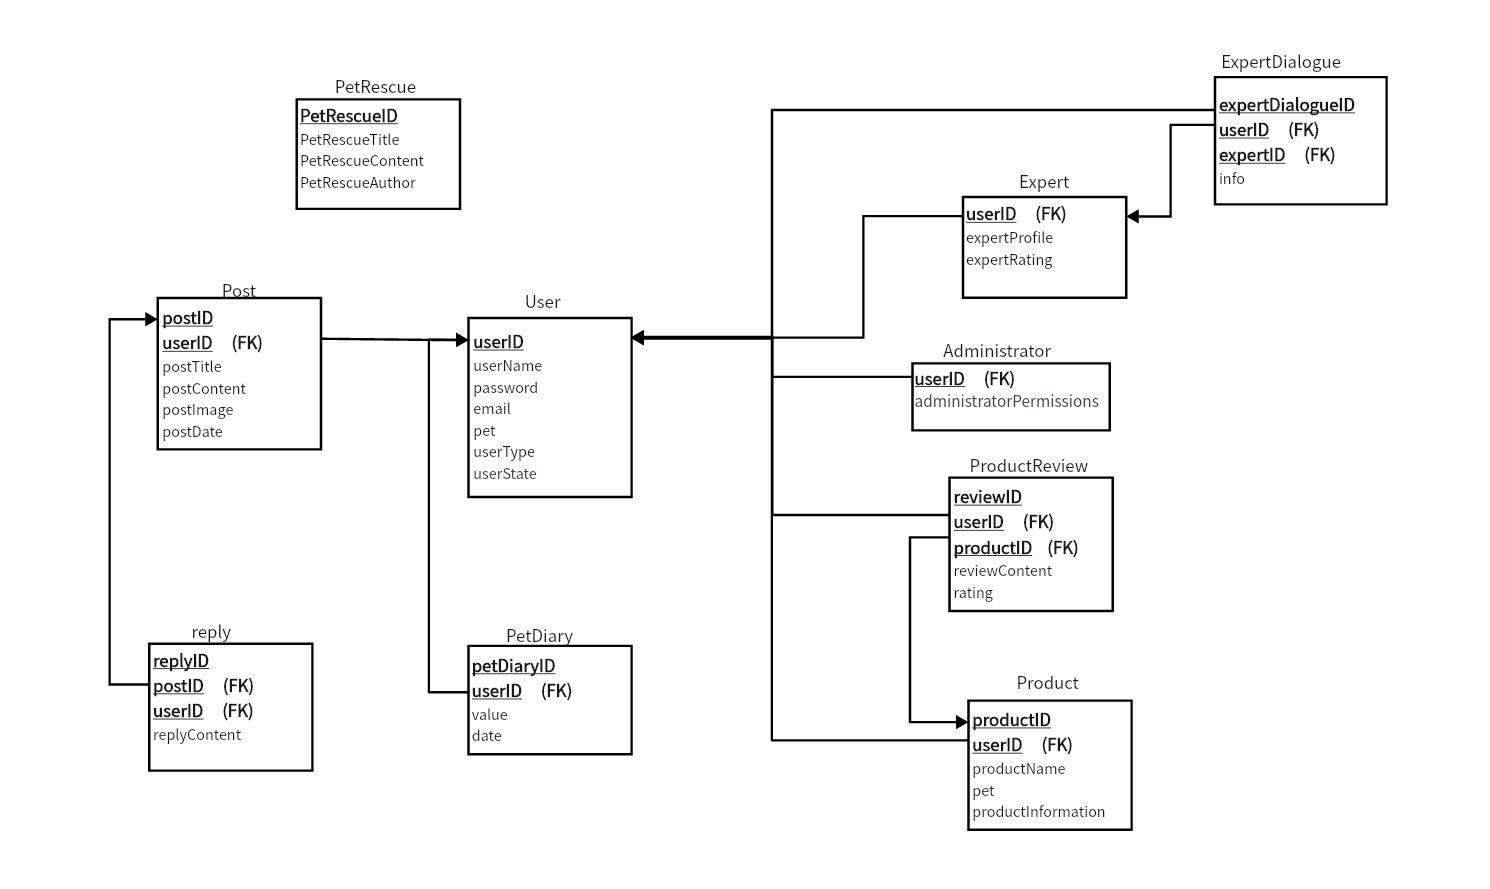 PetRescue
PetRescueID
PetRescueTitle
PetRescueContent
PetRescueAuthor
ExpertDialogue
expertDialogueID
userID (FK)
expertID (FK)
info
Expert
userID (FK)
expertProfile
expertRating
Post
postID
userID (FK)
postTitle
postContent
postImage
postDate
User
userID
userName
password
email
pet
userType
userState
Administrator
userID (FK)
administratorPermissions
ProductReview
reviewID
userID (FK)
productID (FK)
reviewContent
rating
reply
replyID
postID (FK)
userID (FK)
replyContent
PetDiary
petDiaryID
userID (FK)
value
date
Product
productID
userID (FK)
productName
pet
productInformation